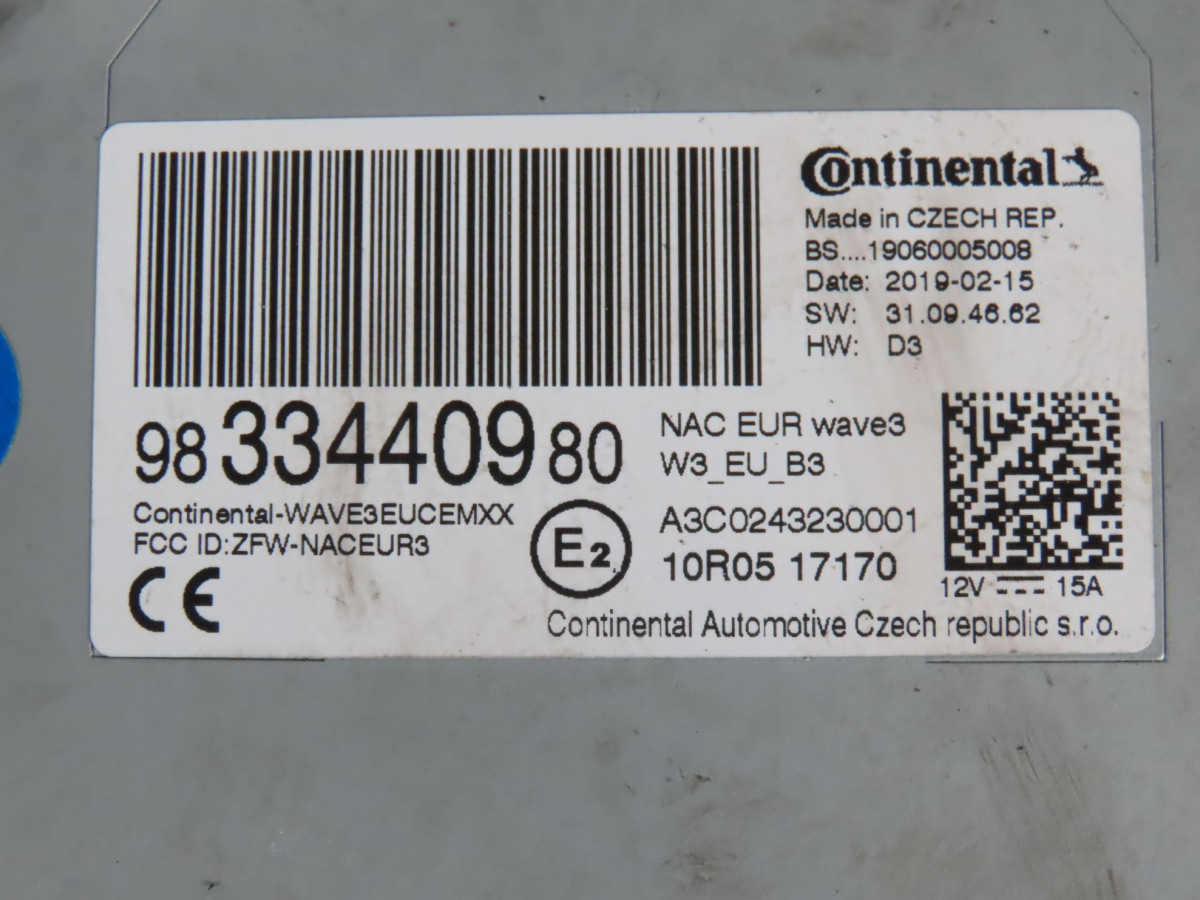 Continental
Made in CZECH REP.
BS....19060005008
Date: 2019-02-15
SW: 31.09.46.62
HW: D3
98 334409 80
NAC EUR wave3
W3_EU_B3
Continental-WAVE3EUCEMXX
FCC ID:ZFW-NACEUR3
CE
E2
A3C0243230001
10R05 17170
12V 15A
Continental Automotive Czech republic s.r.o.